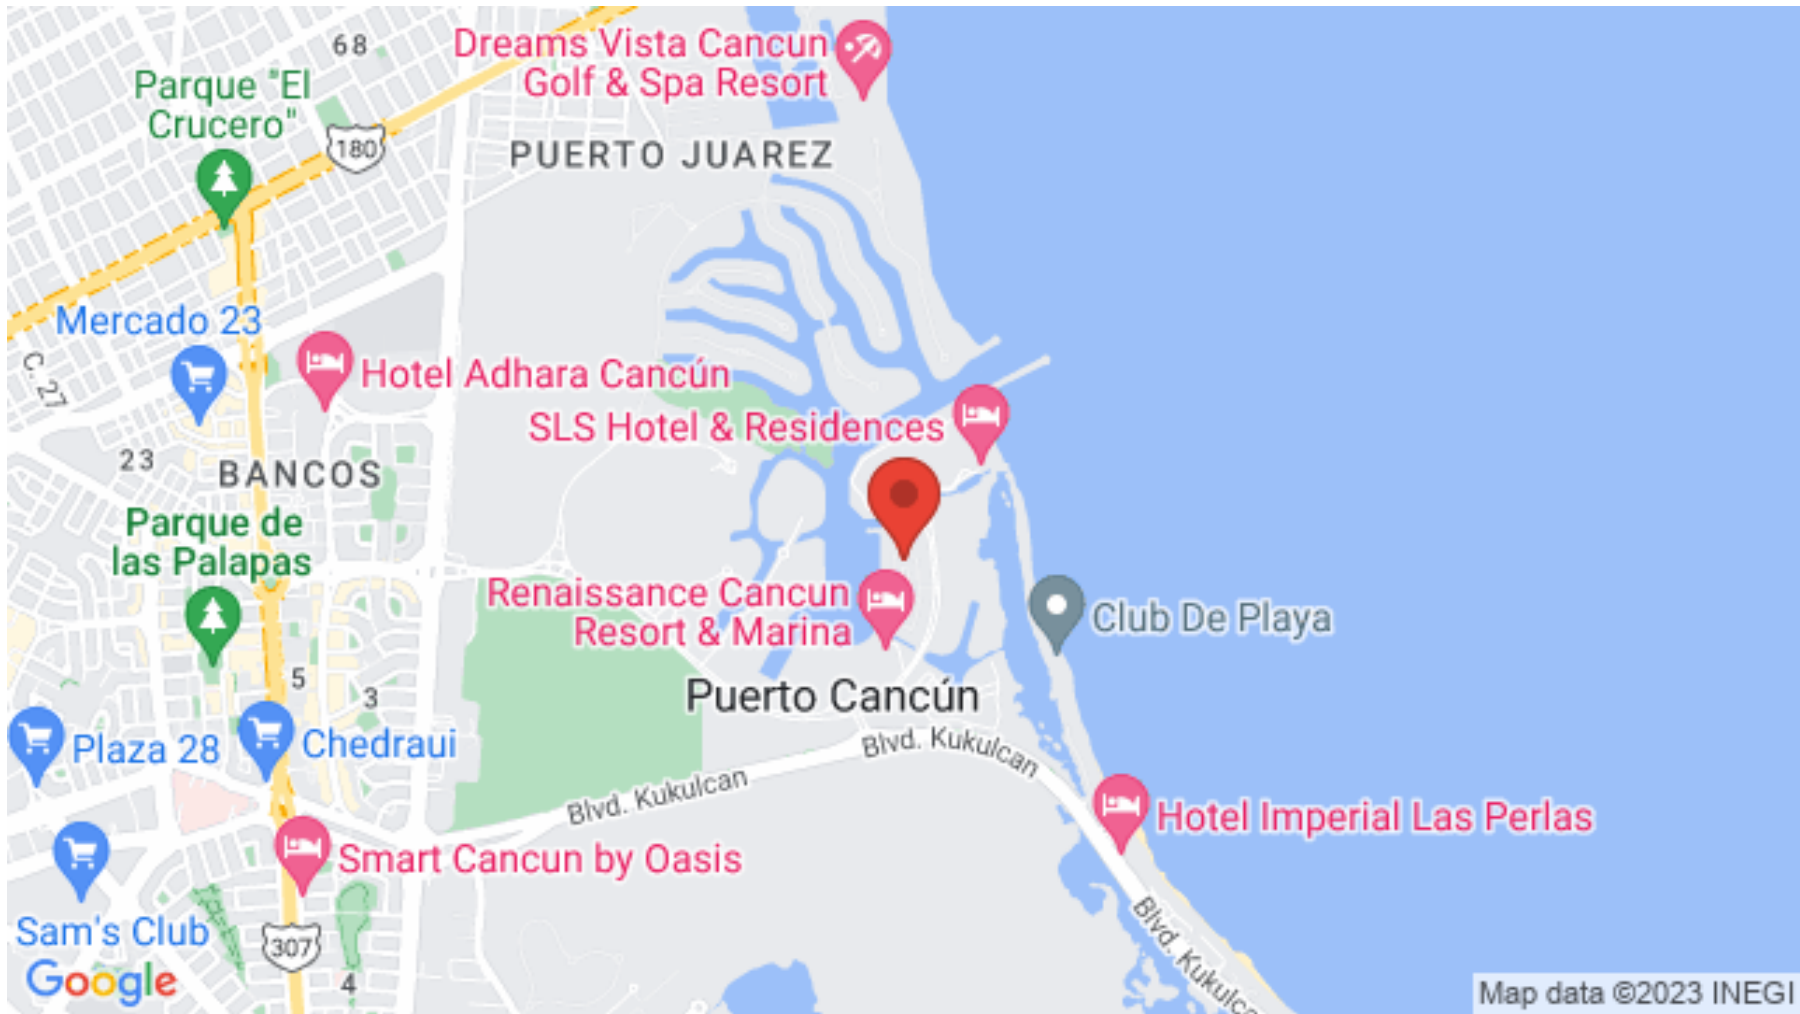 68
Dreams Vista Cancun
Golf & Spa Resort
Parque "El
Crucero"
180
PUERTO JUAREZ
Mercado 23
C. 27
Hotel Adhara Cancún
SLS Hotel & Residences
23
BANCOS
Parque de
las Palapas
Renaissance Cancun
Resort & Marina
Club De Playa
5
3
Puerto Cancún
Plaza 28
Chedraui
Blvd. Kukulcan
Blvd. Kukulcan
Hotel Imperial Las Perlas
Smart Cancun by Oasis
Sam's Club
307
Blvd. Kukulcan
4
Google
Map data ©2023 INEGI